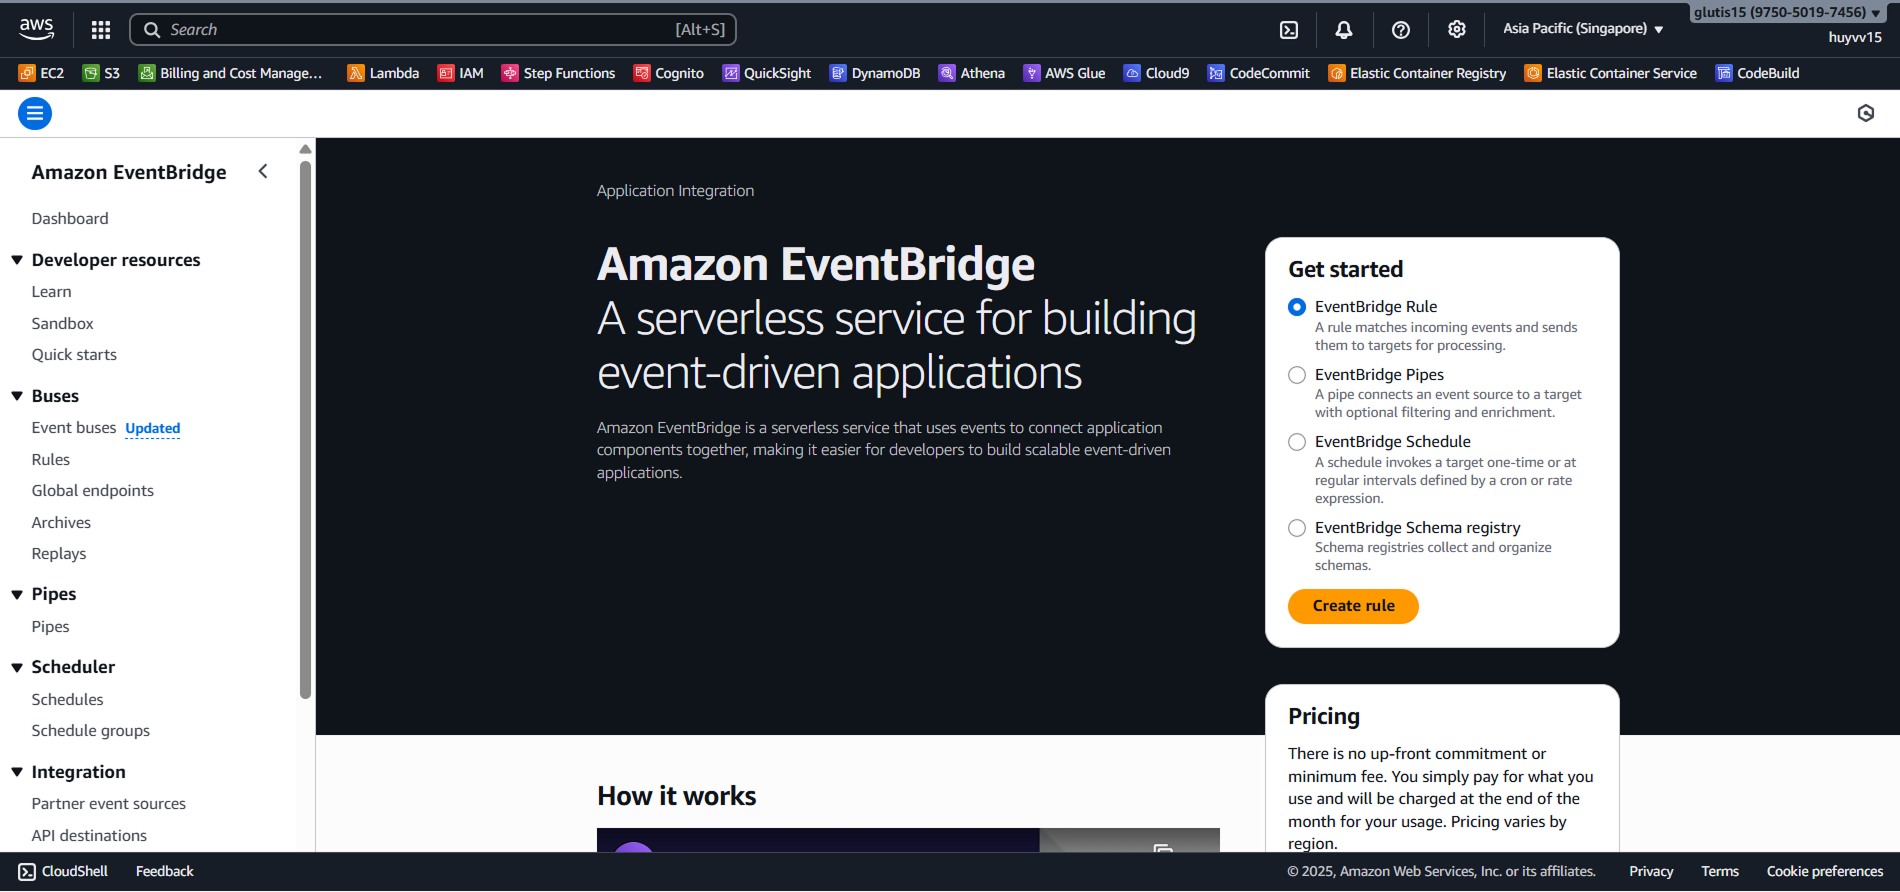 glutis15 (9750-5019-7456)
aws
Search
[Alt+S]
Asia Pacific (Singapore)
huyvv15
EC2
S3
Billing and Cost Manage...
Lambda
IAM
Step Functions
Cognito
QuickSight
DynamoDB
Athena
AWS Glue
Cloud9
CodeCommit
Elastic Container Registry
Elastic Container Service
CodeBuild
Amazon EventBridge
Dashboard
Developer resources
Learn
Sandbox
Quick starts
Buses
Event buses Updated
Rules
Global endpoints
Archives
Replays
Pipes
Pipes
Scheduler
Schedules
Schedule groups
Integration
Partner event sources
API destinations
Application Integration
Amazon EventBridge
A serverless service for building
event-driven applications
Amazon EventBridge is a serverless service that uses events to connect application
components together, making it easier for developers to build scalable event-driven
applications.
Get started
EventBridge Rule
A rule matches incoming events and sends
them to targets for processing.
EventBridge Pipes
A pipe connects an event source to a target
with optional filtering and enrichment.
EventBridge Schedule
A schedule invokes a target one-time or at
regular intervals defined by a cron or rate
expression.
EventBridge Schema registry
Schema registries collect and organize
schemas.
Create rule
Pricing
There is no up-front commitment or
minimum fee. You simply pay for what you
use and will be charged at the end of the
month for your usage. Pricing varies by
region.
How it works
CloudShell
Feedback
© 2025, Amazon Web Services, Inc. or its affiliates.
Privacy
Terms
Cookie preferences